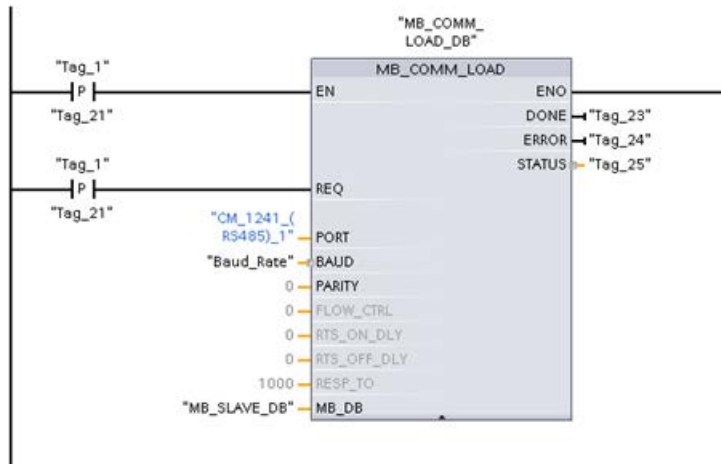 "MB_COMM_
LOAD_DB"
MB_COMM_LOAD
"Tag_1"
P
"Tag_21"
EN
ENO
DONE
"Tag_23"
ERROR
"Tag_24"
STATUS
"Tag_25"
"Tag_1"
P
"Tag_21"
REQ
"CM_1241_(
RS485)_1"
PORT
"Baud_Rate"
BAUD
0
PARITY
0
FLOW_CTRL
0
RTS_ON_DLY
0
RTS_OFF_DLY
1000
RESP_TO
"MB_SLAVE_DB"
MB_DB